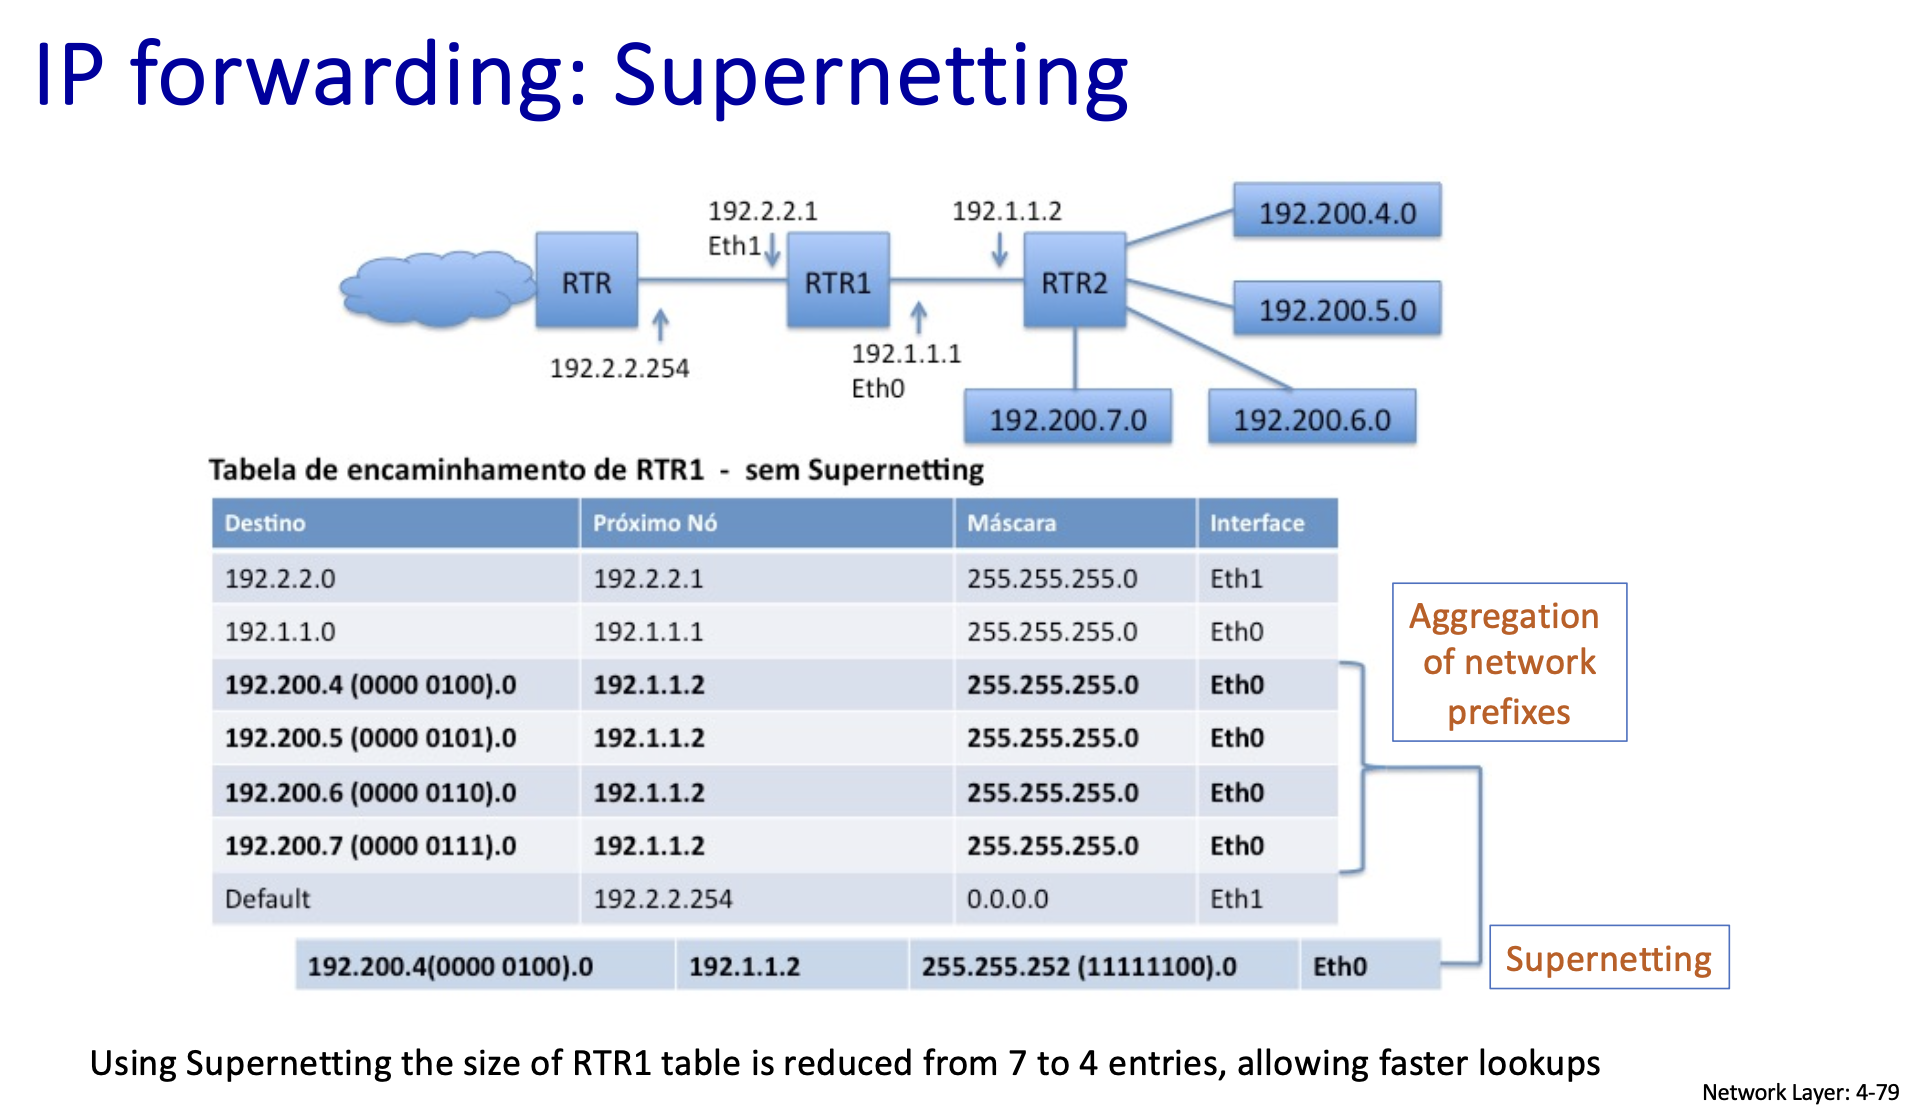 IP forwarding: Supernetting
192.2.2.1
Eth1
192.1.1.2
192.200.4.0
RTR
RTR1
RTR2
192.200.5.0
192.2.2.254
192.1.1.1
Eth0
192.200.7.0
192.200.6.0
Tabela de encaminhamento de RTR1 - sem Supernetting
Destino Próximo Nó Máscara Interface
192.2.2.0 192.2.2.1 255.255.255.0 Eth1
192.1.1.0 192.1.1.1 255.255.255.0 Eth0
192.200.4 (0000 0100).0 192.1.1.2 255.255.255.0 Eth0
192.200.5 (0000 0101).0 192.1.1.2 255.255.255.0 Eth0
192.200.6 (0000 0110).0 192.1.1.2 255.255.255.0 Eth0
192.200.7 (0000 0111).0 192.1.1.2 255.255.255.0 Eth0
Default 192.2.2.254 0.0.0.0 Eth1
Aggregation
of network
prefixes
192.200.4(0000 0100).0 192.1.1.2 255.255.252 (11111100).0 Eth0
Supernetting
Using Supernetting the size of RTR1 table is reduced from 7 to 4 entries, allowing faster lookups
Network Layer: 4-79